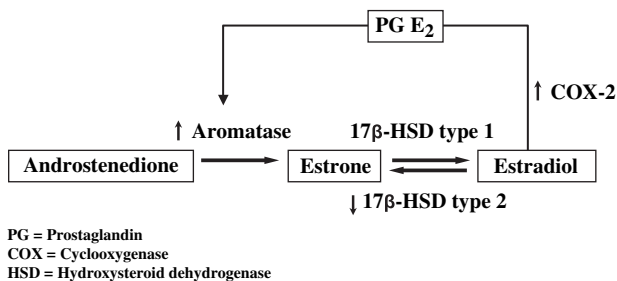 PG E₂
↑ COX-2
↑ Aromatase
17β-HSD type 1
Androstenedione
Estrone
Estradiol
↓ 17β-HSD type 2
PG = Prostaglandin
COX = Cyclooxygenase
HSD = Hydroxysteroid dehydrogenase